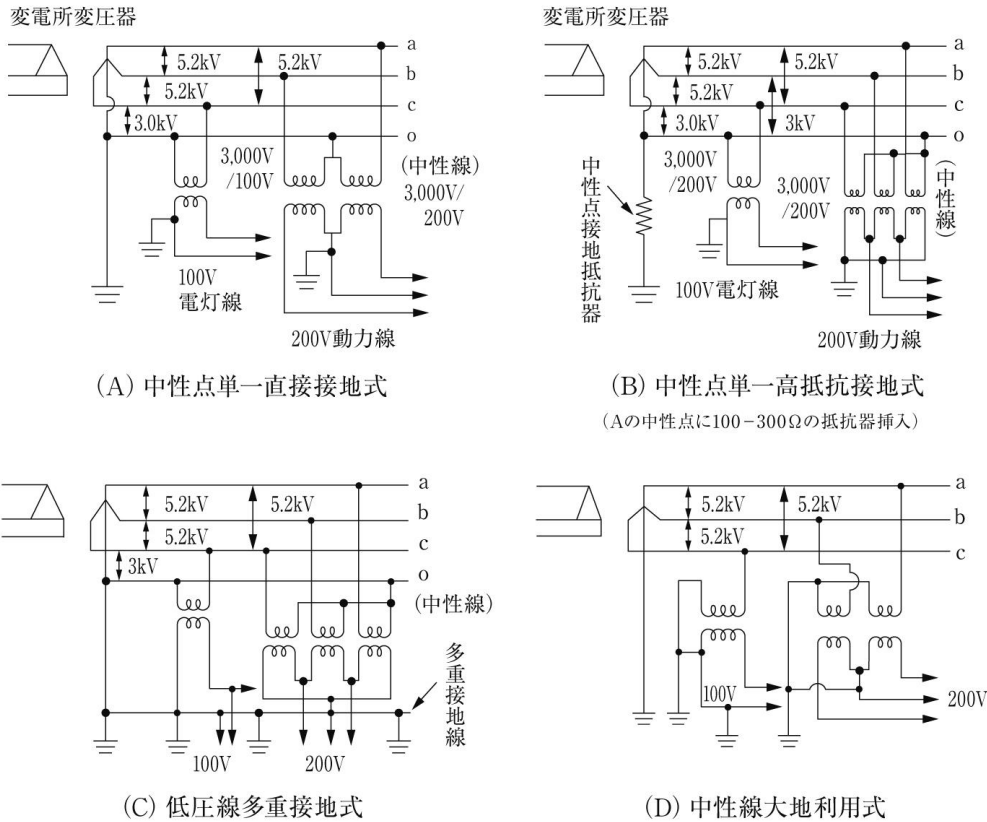 変電所変圧器
a
5.2kV
5.2kV
b
5.2kV
c
3.0kV
o
3,000V
/100V
(中性線)
3,000V/
200V
100V
電灯線
200V動力線
(A) 中性点単一直接接地式
変電所変圧器
a
5.2kV
5.2kV
b
5.2kV
c
3.0kV
3kV
o
中性点接地抵抗器
3,000V
/200V
3,000V
/200V
(中性線)
100V電灯線
200V動力線
(B) 中性点単一高抵抗接地式
(Aの中性点に100−300Ωの抵抗器挿入)
a
5.2kV
5.2kV
b
5.2kV
c
3kV
o
(中性線)
多重接地線
100V
200V
(C) 低圧線多重接地式
a
5.2kV
5.2kV
b
5.2kV
c
100V
200V
(D) 中性線大地利用式